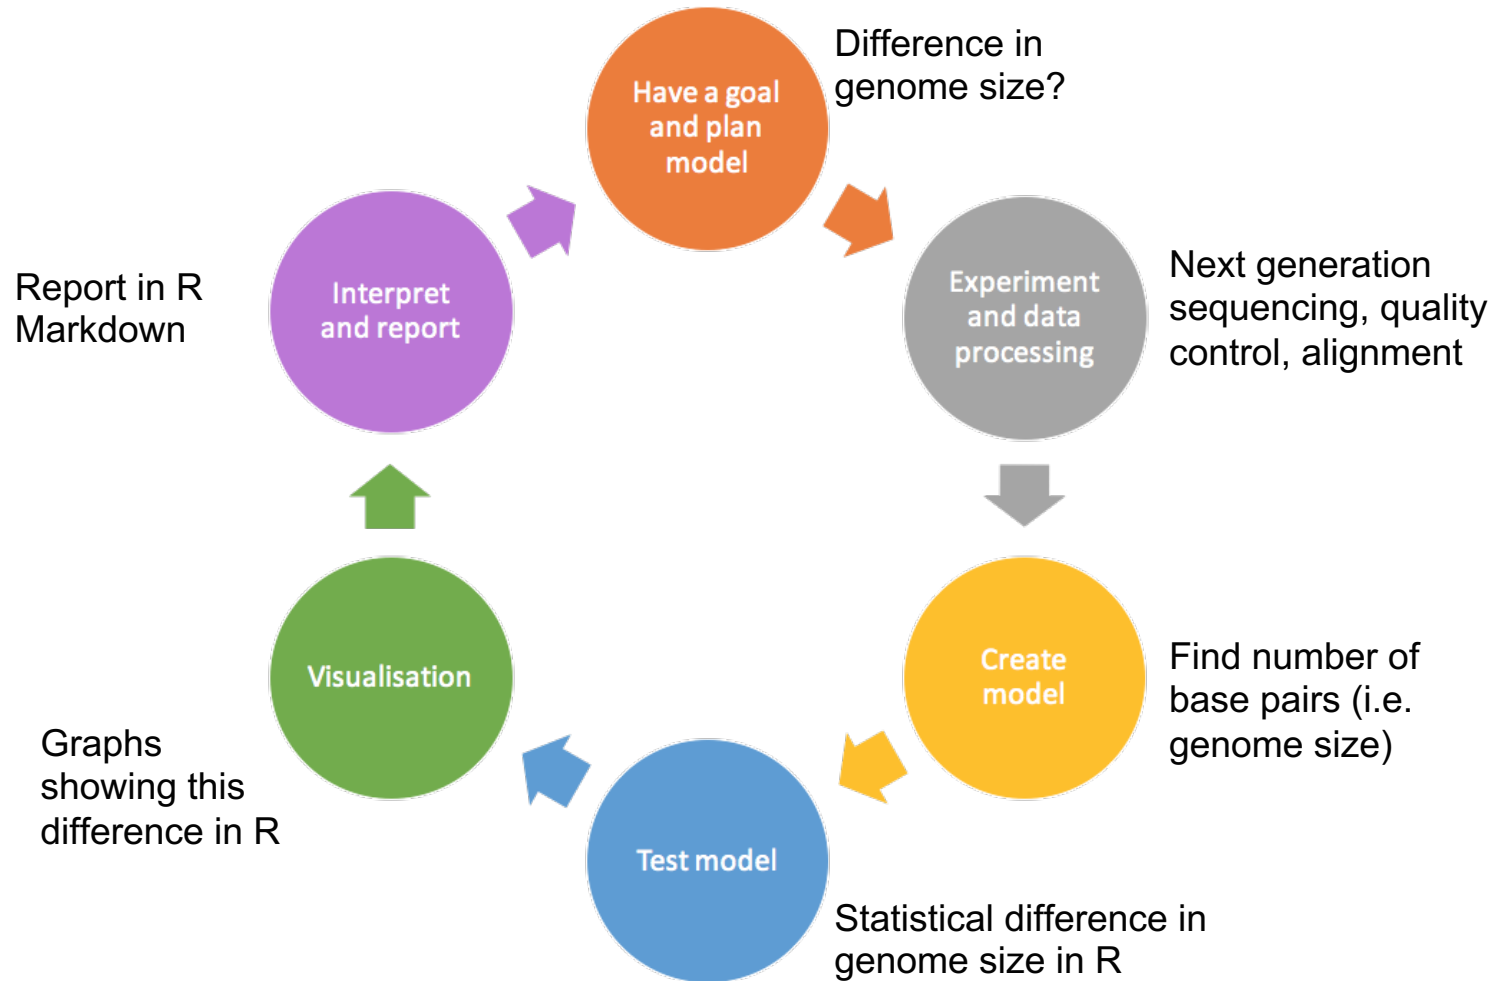 Have a goal
and plan
model
Difference in
genome size?
Experiment
and data
processing
Next generation
sequencing, quality
control, alignment
Create
model
Find number of
base pairs (i.e.
genome size)
Test model
Statistical difference in
genome size in R
Visualisation
Graphs
showing this
difference in R
Interpret
and report
Report in R
Markdown